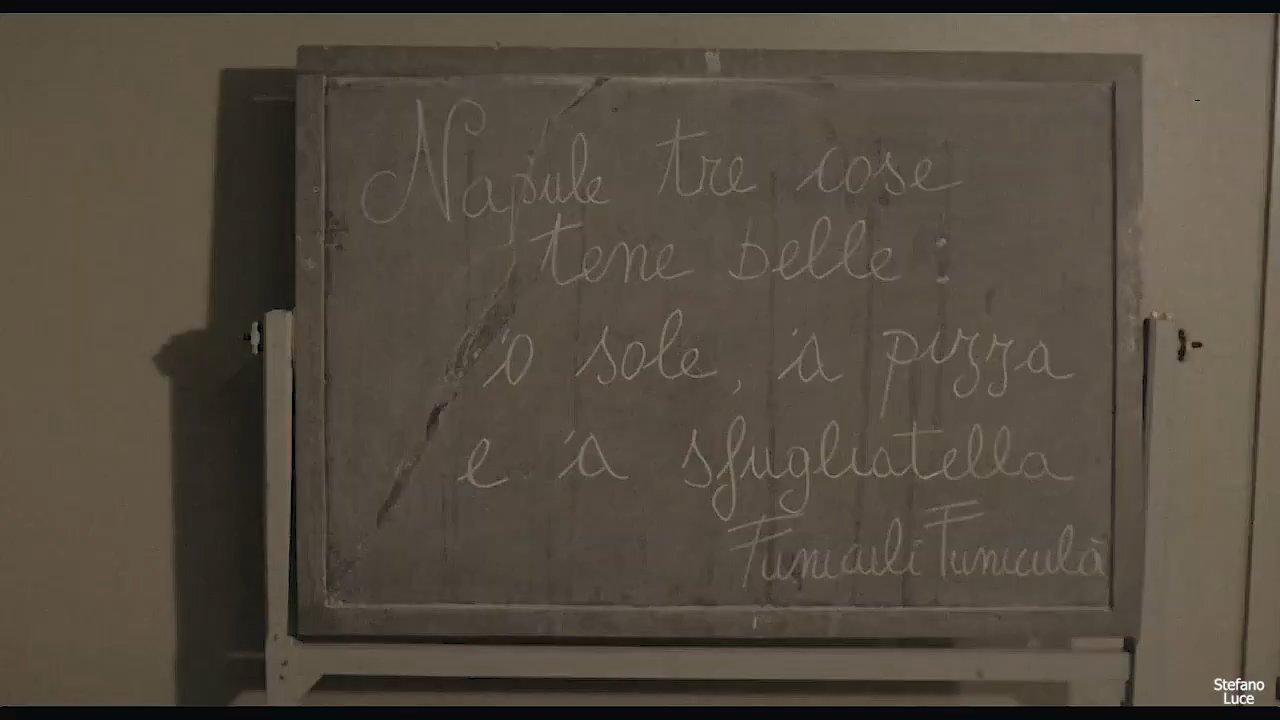 Napule tre cose
tene belle :
'o sole, 'a pizza
e 'a sfugliatella
Funiculì Funiculà
Stefano
Luce